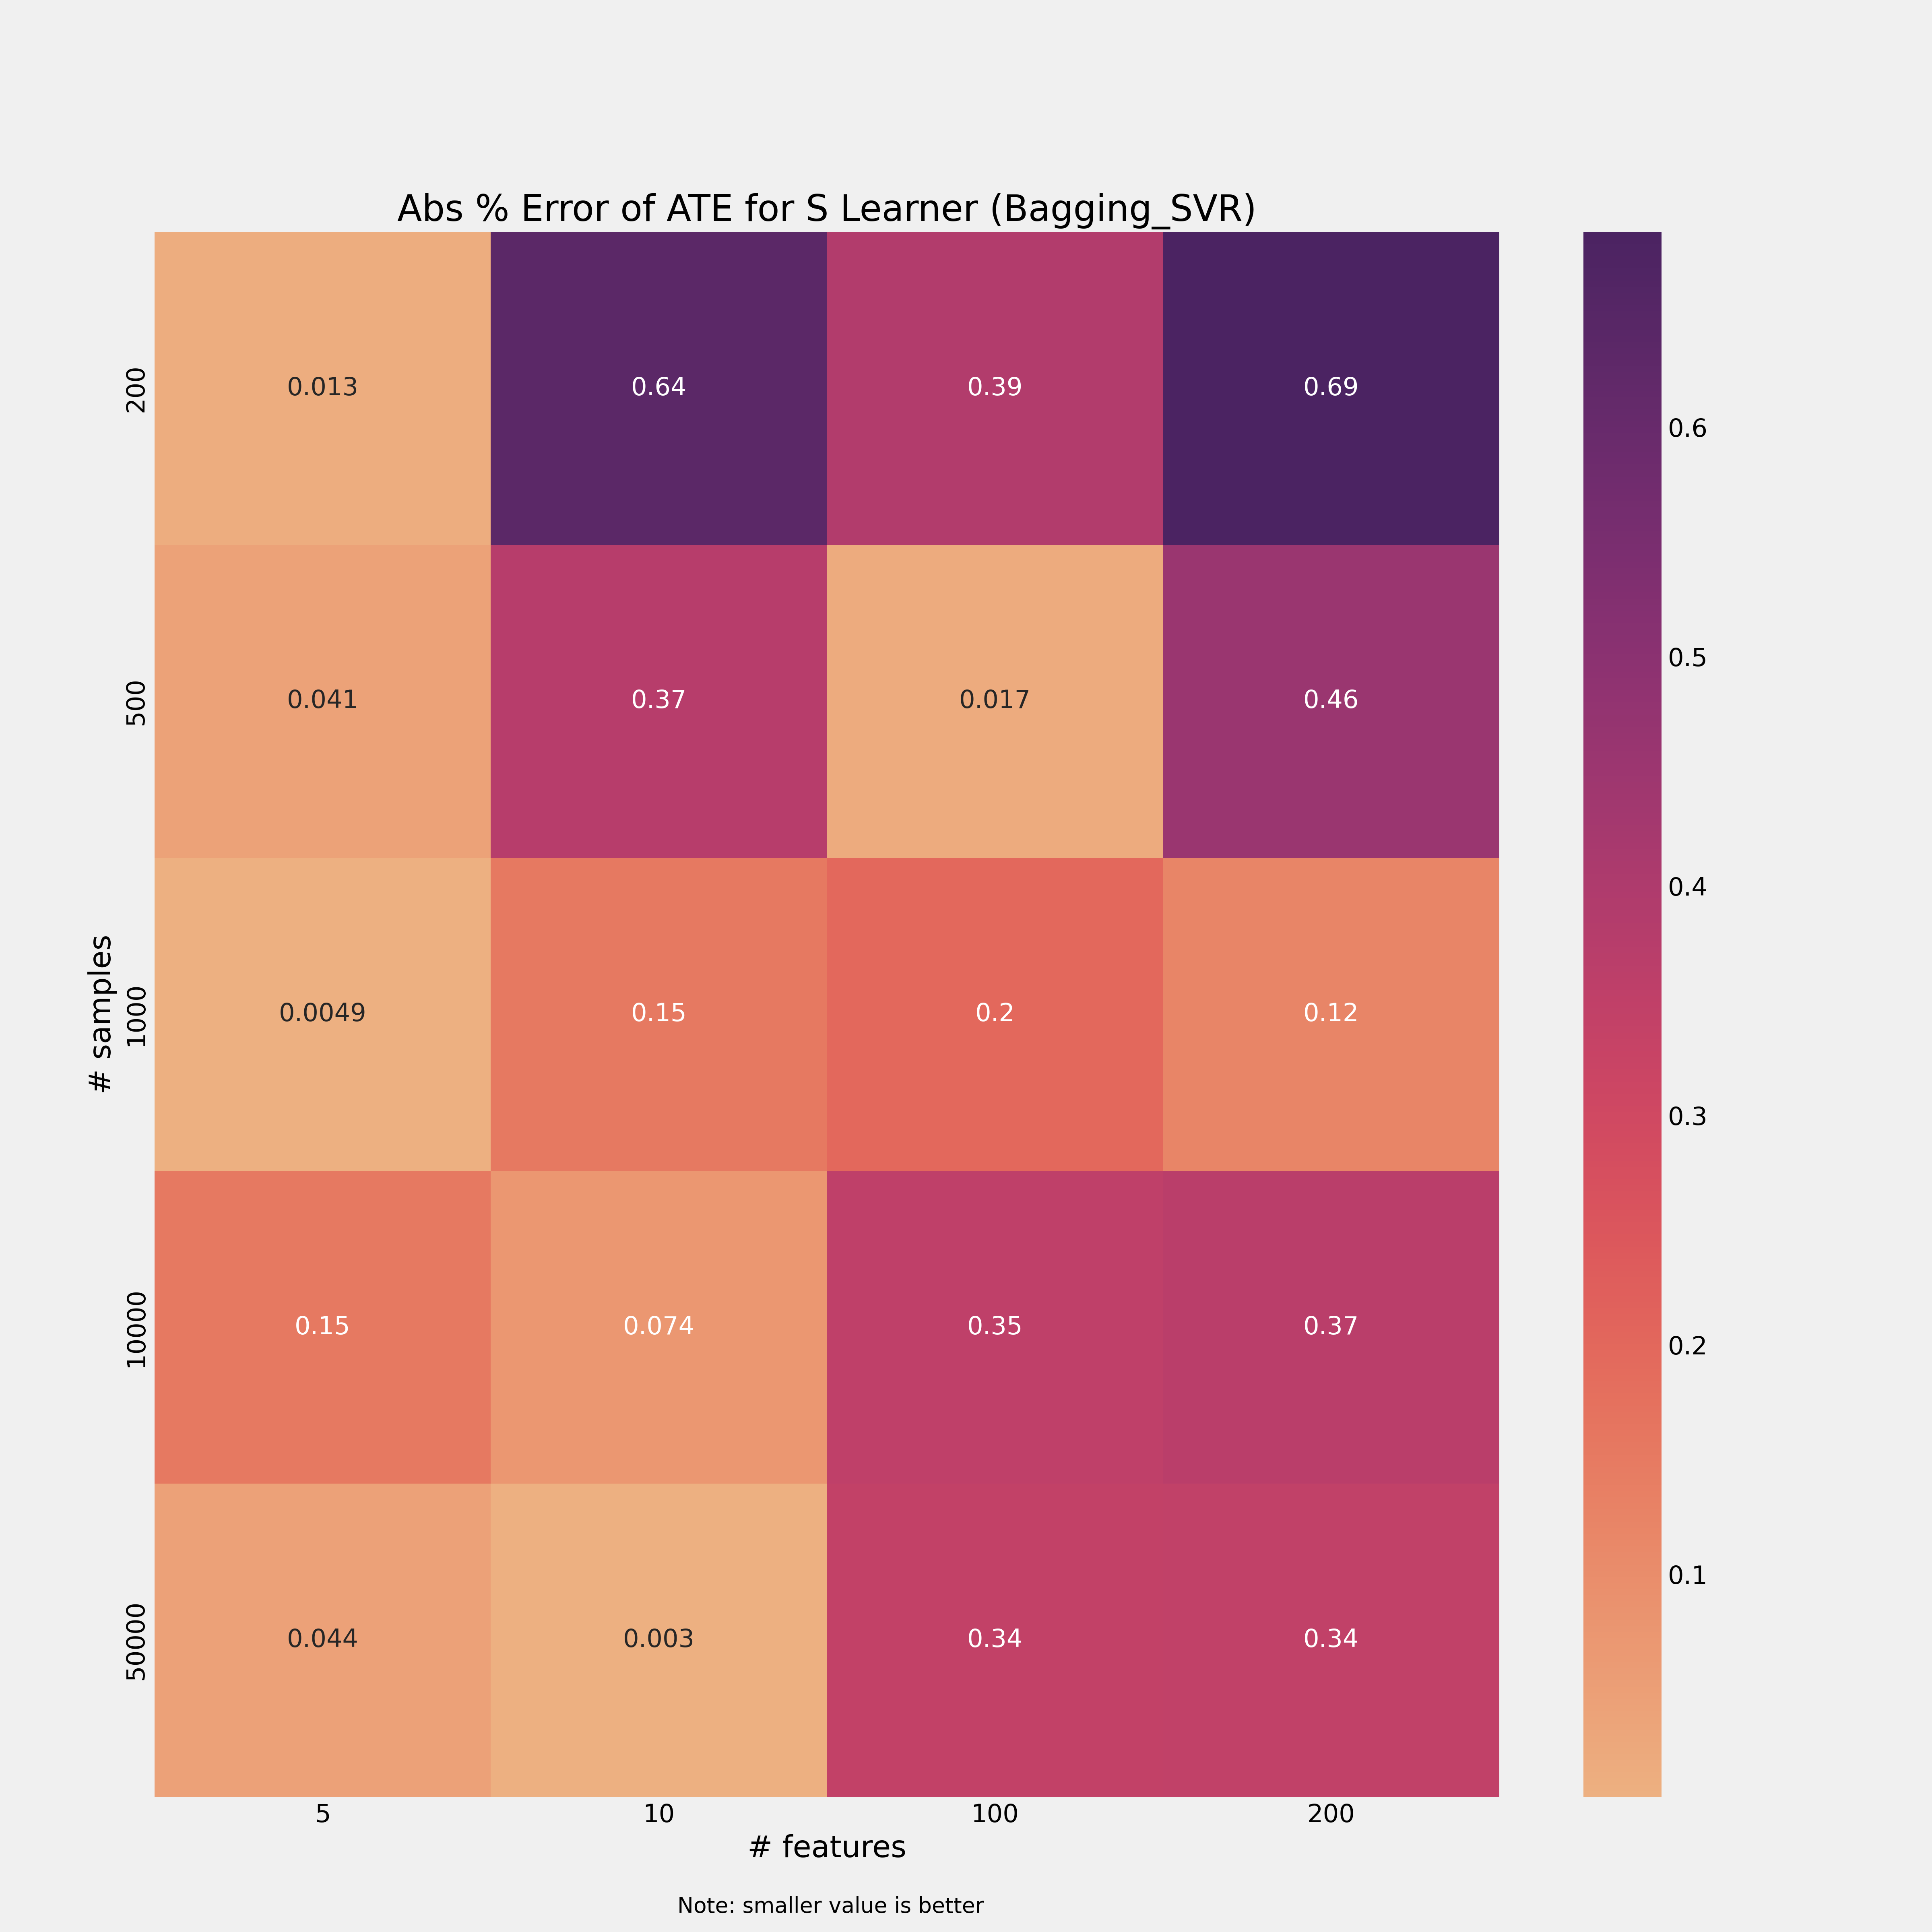 Abs % Error of ATE for S Learner (Bagging_SVR)
# samples
200
0.013 0.64 0.39 0.69
500
0.041 0.37 0.017 0.46
1000
0.0049 0.15 0.2 0.12
10000
0.15 0.074 0.35 0.37
50000
0.044 0.003 0.34 0.34
5 10 100 200
# features
Note: smaller value is better
0.6
0.5
0.4
0.3
0.2
0.1